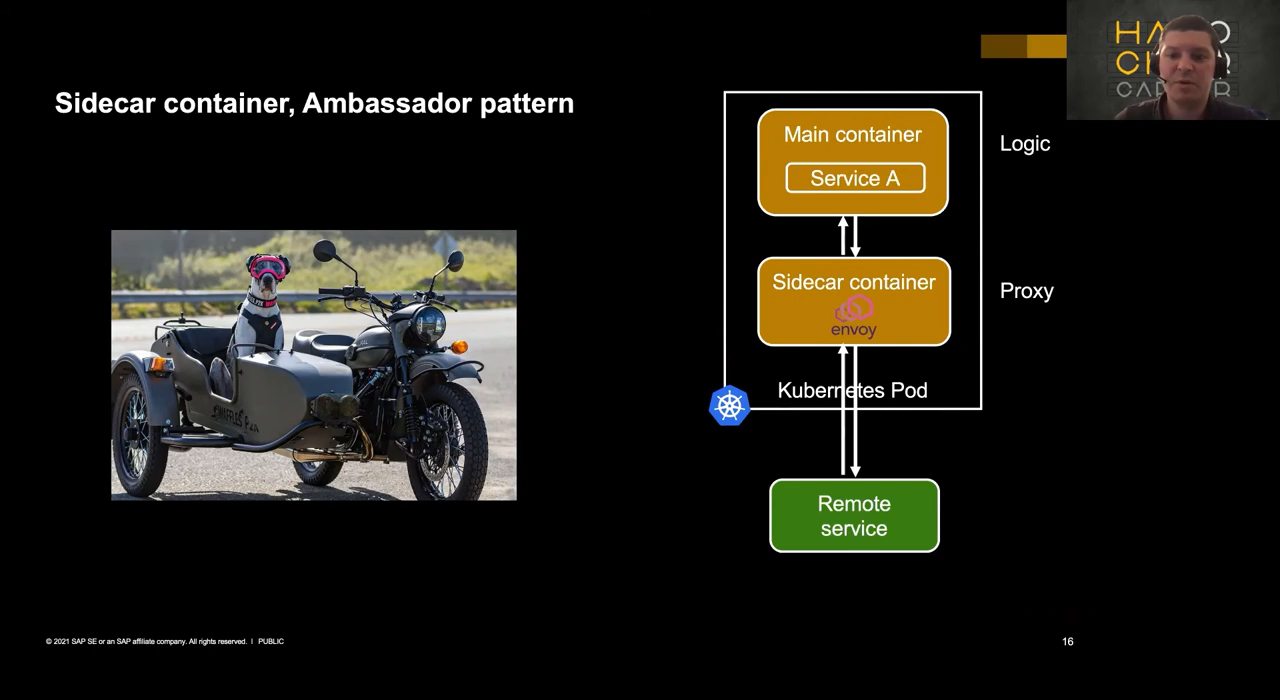 Sidecar container, Ambassador pattern
Main container
Service A
Logic
Sidecar container
envoy
Proxy
Kubernetes Pod
Remote
service
© 2021 SAP SE or an SAP affiliate company. All rights reserved. I PUBLIC
16